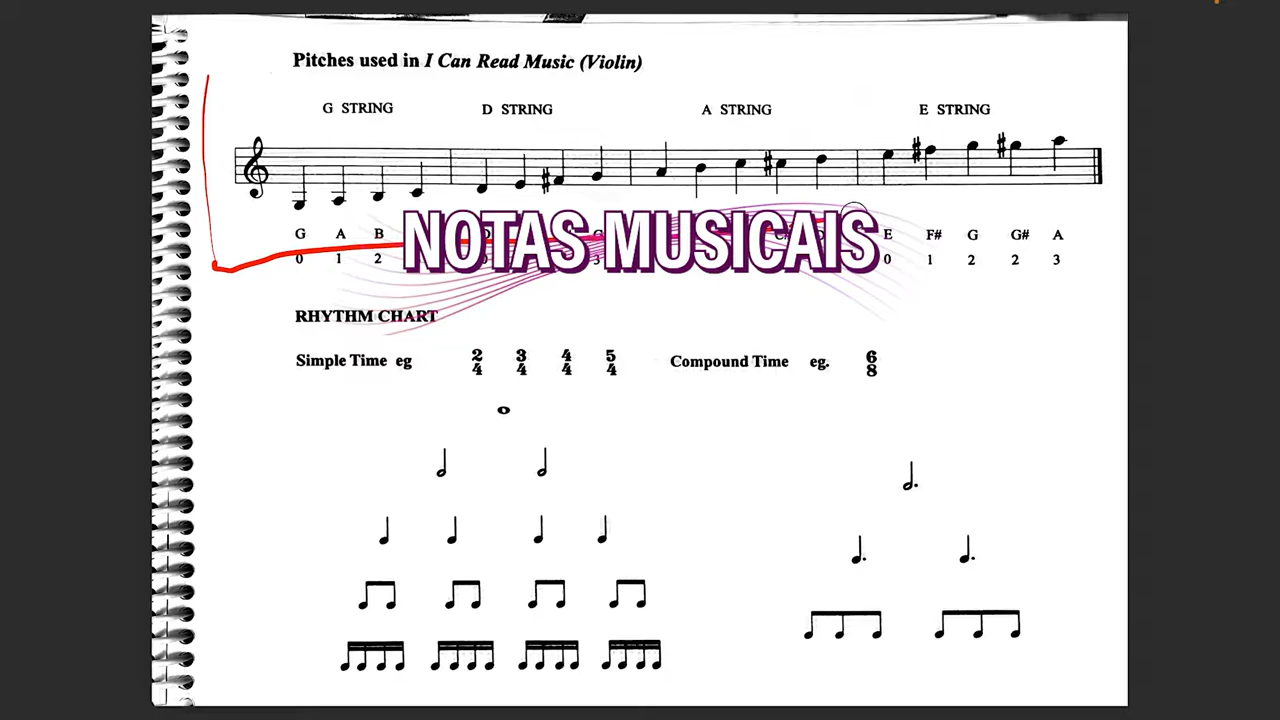 Pitches used in I Can Read Music (Violin)
G STRING D STRING A STRING E STRING
G A B E F# G G# A
NOTAS MUSICAIS
0 1 2 0 1 2 2 3
RHYTHM CHART
Simple Time eg 2/4 3/4 4/4 5/4 Compound Time eg. 6/8